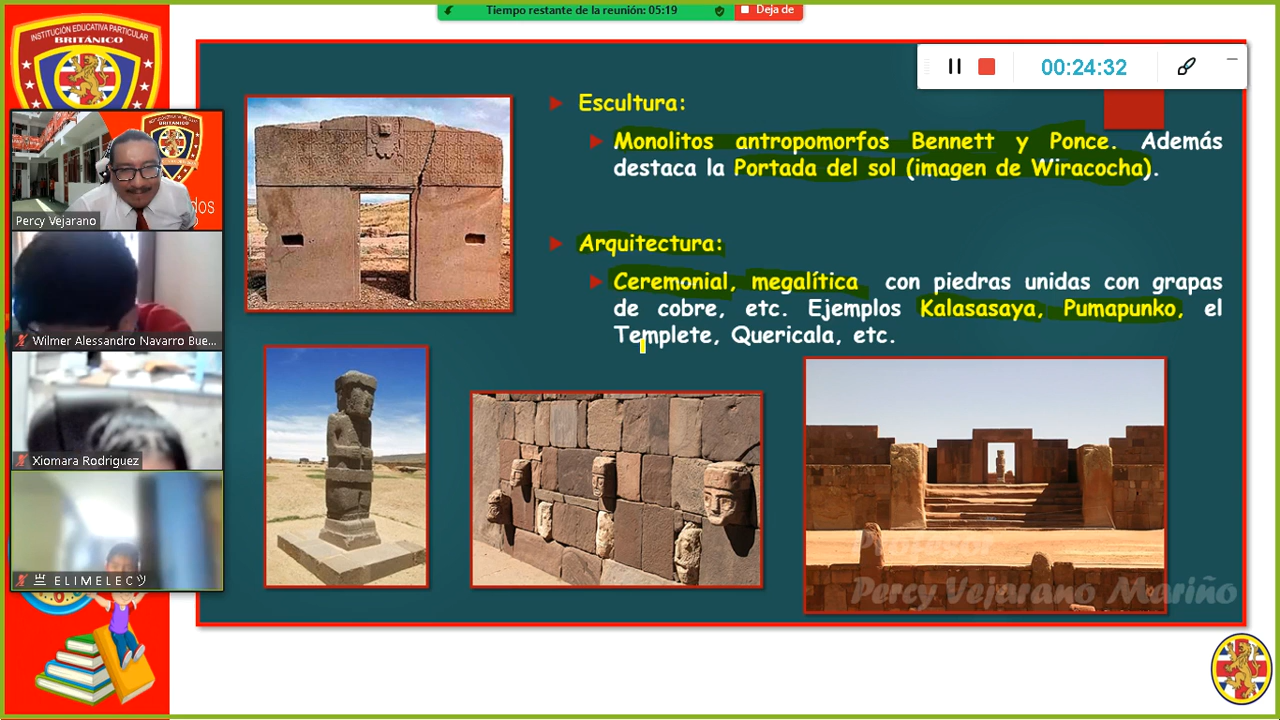 Tiempo restante de la reunión: 05:19
Deja de
INSTITUCIÓN EDUCATIVA PARTICULAR
BRITÁNICO
00:24:32
Escultura:
Monolitos antropomorfos Bennett y Ponce. Además
destaca la Portada del sol (imagen de Wiracocha).
Arquitectura:
Ceremonial, megalítica con piedras unidas con grapas
de cobre, etc. Ejemplos Kalasasaya, Pumapunko, el
Templete, Quericala, etc.
Percy Vejarano
Wilmer Alessandro Navarro Bue...
Xiomara Rodriguez
ELIMELEC
Profesor
Percy Vejarano Mariño